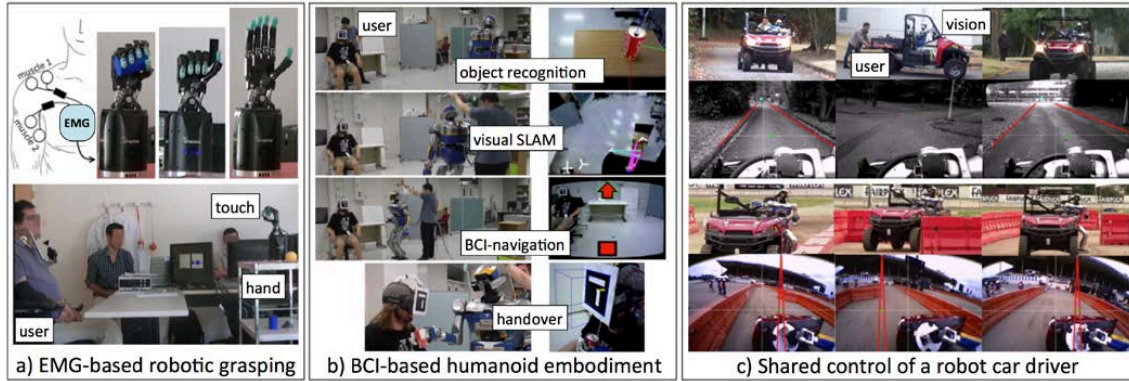 muscle 1
EMG
muscle 2
touch
hand
user
a) EMG-based robotic grasping
user
object recognition
visual SLAM
BCI-navigation
handover
b) BCI-based humanoid embodiment
vision
user
c) Shared control of a robot car driver